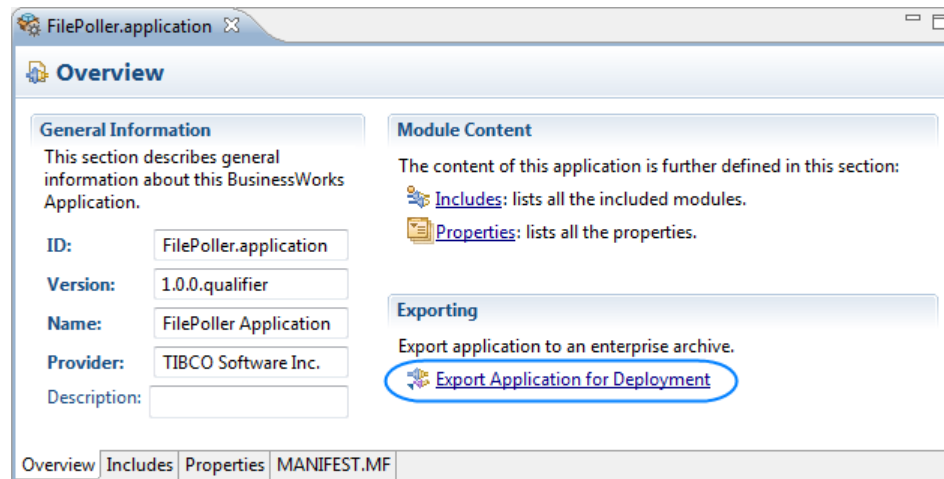 FilePoller.application
Overview
General Information
This section describes general
information about this BusinessWorks
Application.
ID: FilePoller.application
Version: 1.0.0.qualifier
Name: FilePoller Application
Provider: TIBCO Software Inc.
Description:
Module Content
The content of this application is further defined in this section:
Includes: lists all the included modules.
Properties: lists all the properties.
Exporting
Export application to an enterprise archive.
Export Application for Deployment
Overview Includes Properties MANIFEST.MF